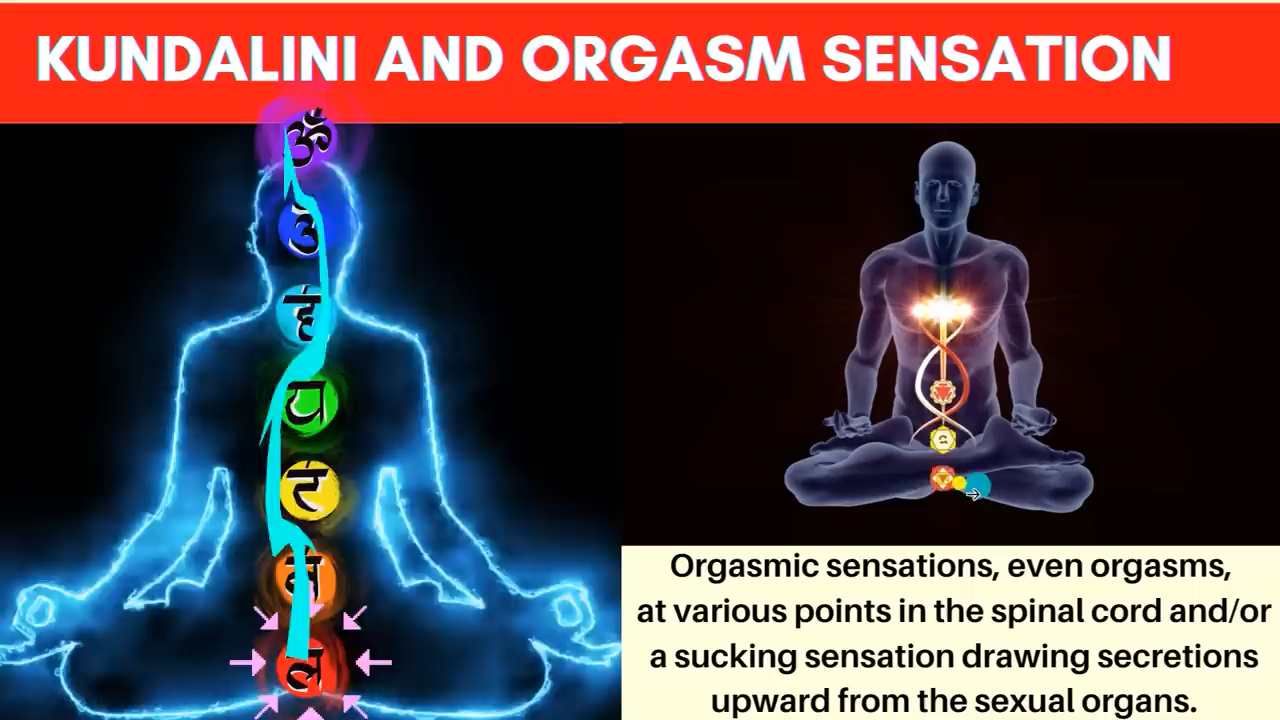 KUNDALINI AND ORGASM SENSATION
ॐ
ह
य
Orgasmic sensations, even orgasms,
at various points in the spinal cord and/or
a sucking sensation drawing secretions
upward from the sexual organs.